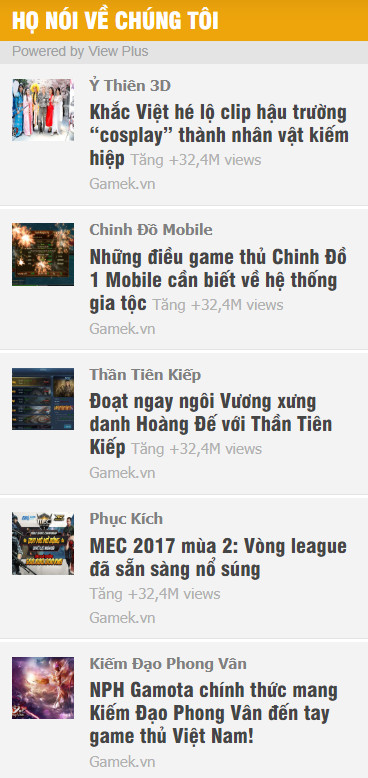 HỌ NÓI VỀ CHÚNG TÔI
Powered by View Plus
Ỷ Thiên 3D
Khắc Việt hé lộ clip hậu trường
“cosplay” thành nhân vật kiếm
hiệp Tăng +32,4M views
Gamek.vn
Chinh Đồ Mobile
Những điều game thủ Chinh Đồ
1 Mobile cần biết về hệ thống
gia tộc Tăng +32,4M views
Gamek.vn
Thần Tiên Kiếp
Đoạt ngay ngôi Vương xưng
danh Hoàng Đế với Thần Tiên
Kiếp Tăng +32,4M views
Gamek.vn
Phục Kích
MEC 2017 mùa 2: Vòng league
đã sẵn sàng nổ súng
Tăng +32,4M views
Gamek.vn
Kiếm Đạo Phong Vân
NPH Gamota chính thức mang
Kiếm Đạo Phong Vân đến tay
game thủ Việt Nam!
Gamek.vn